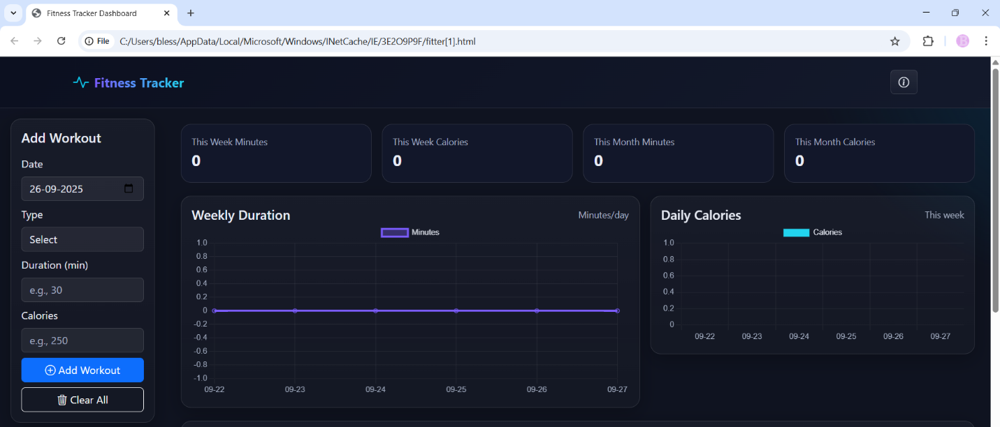 Fitness Tracker Dashboard
File C:/Users/bless/AppData/Local/Microsoft/Windows/INetCache/IE/3E2O9P9F/fitter[1].html
B
Fitness Tracker
Add Workout
Date
26-09-2025
Type
Select
Duration (min)
e.g., 30
Calories
e.g., 250
Add Workout
Clear All
This Week Minutes
0
This Week Calories
0
This Month Minutes
0
This Month Calories
0
Weekly Duration
Minutes/day
Minutes
1.0
0.8
0.6
0.4
0.2
0
-0.2
-0.4
-0.6
-0.8
-1.0
09-22 09-23 09-24 09-25 09-26 09-27
Daily Calories
This week
Calories
1.0
0.8
0.6
0.4
0.2
0
09-22 09-23 09-24 09-25 09-26 09-27